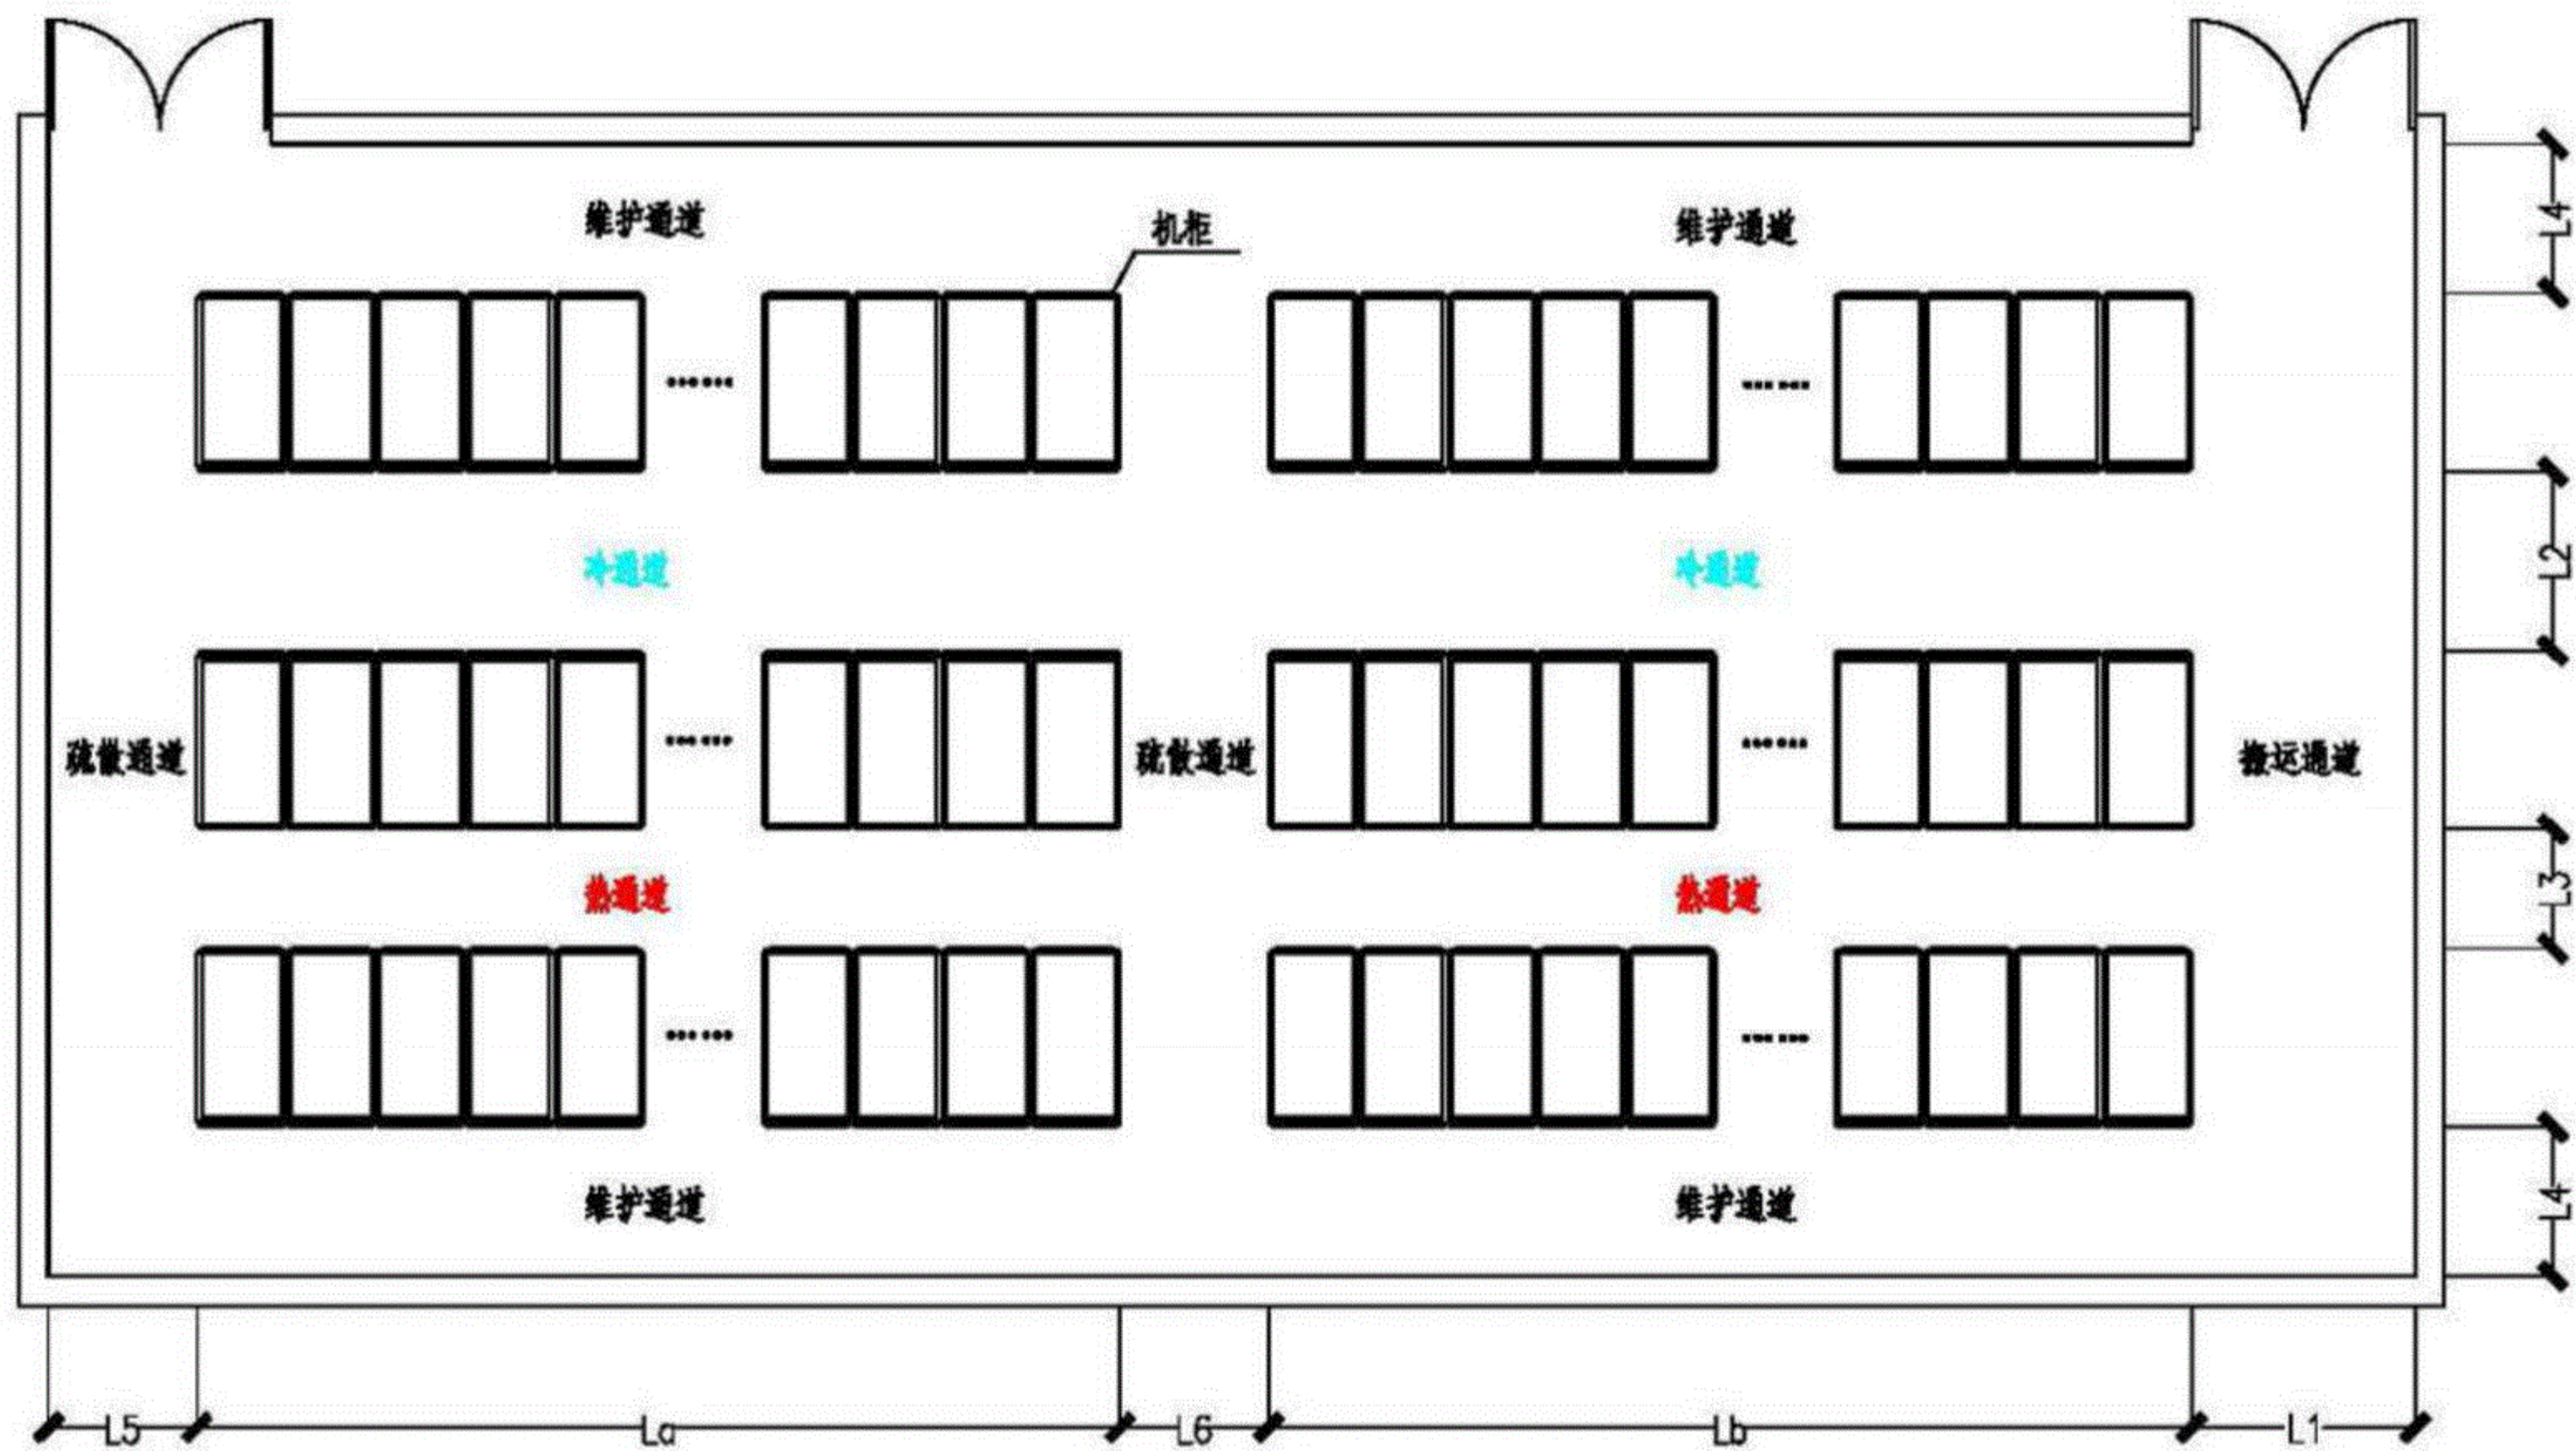 维护通道
机柜
维护通道
L4
……
……
冷通道
冷通道
L2
疏散通道
……
疏散通道
……
搬运通道
热通道
热通道
L3
……
……
维护通道
维护通道
L4
L5
La
L6
Lb
L1